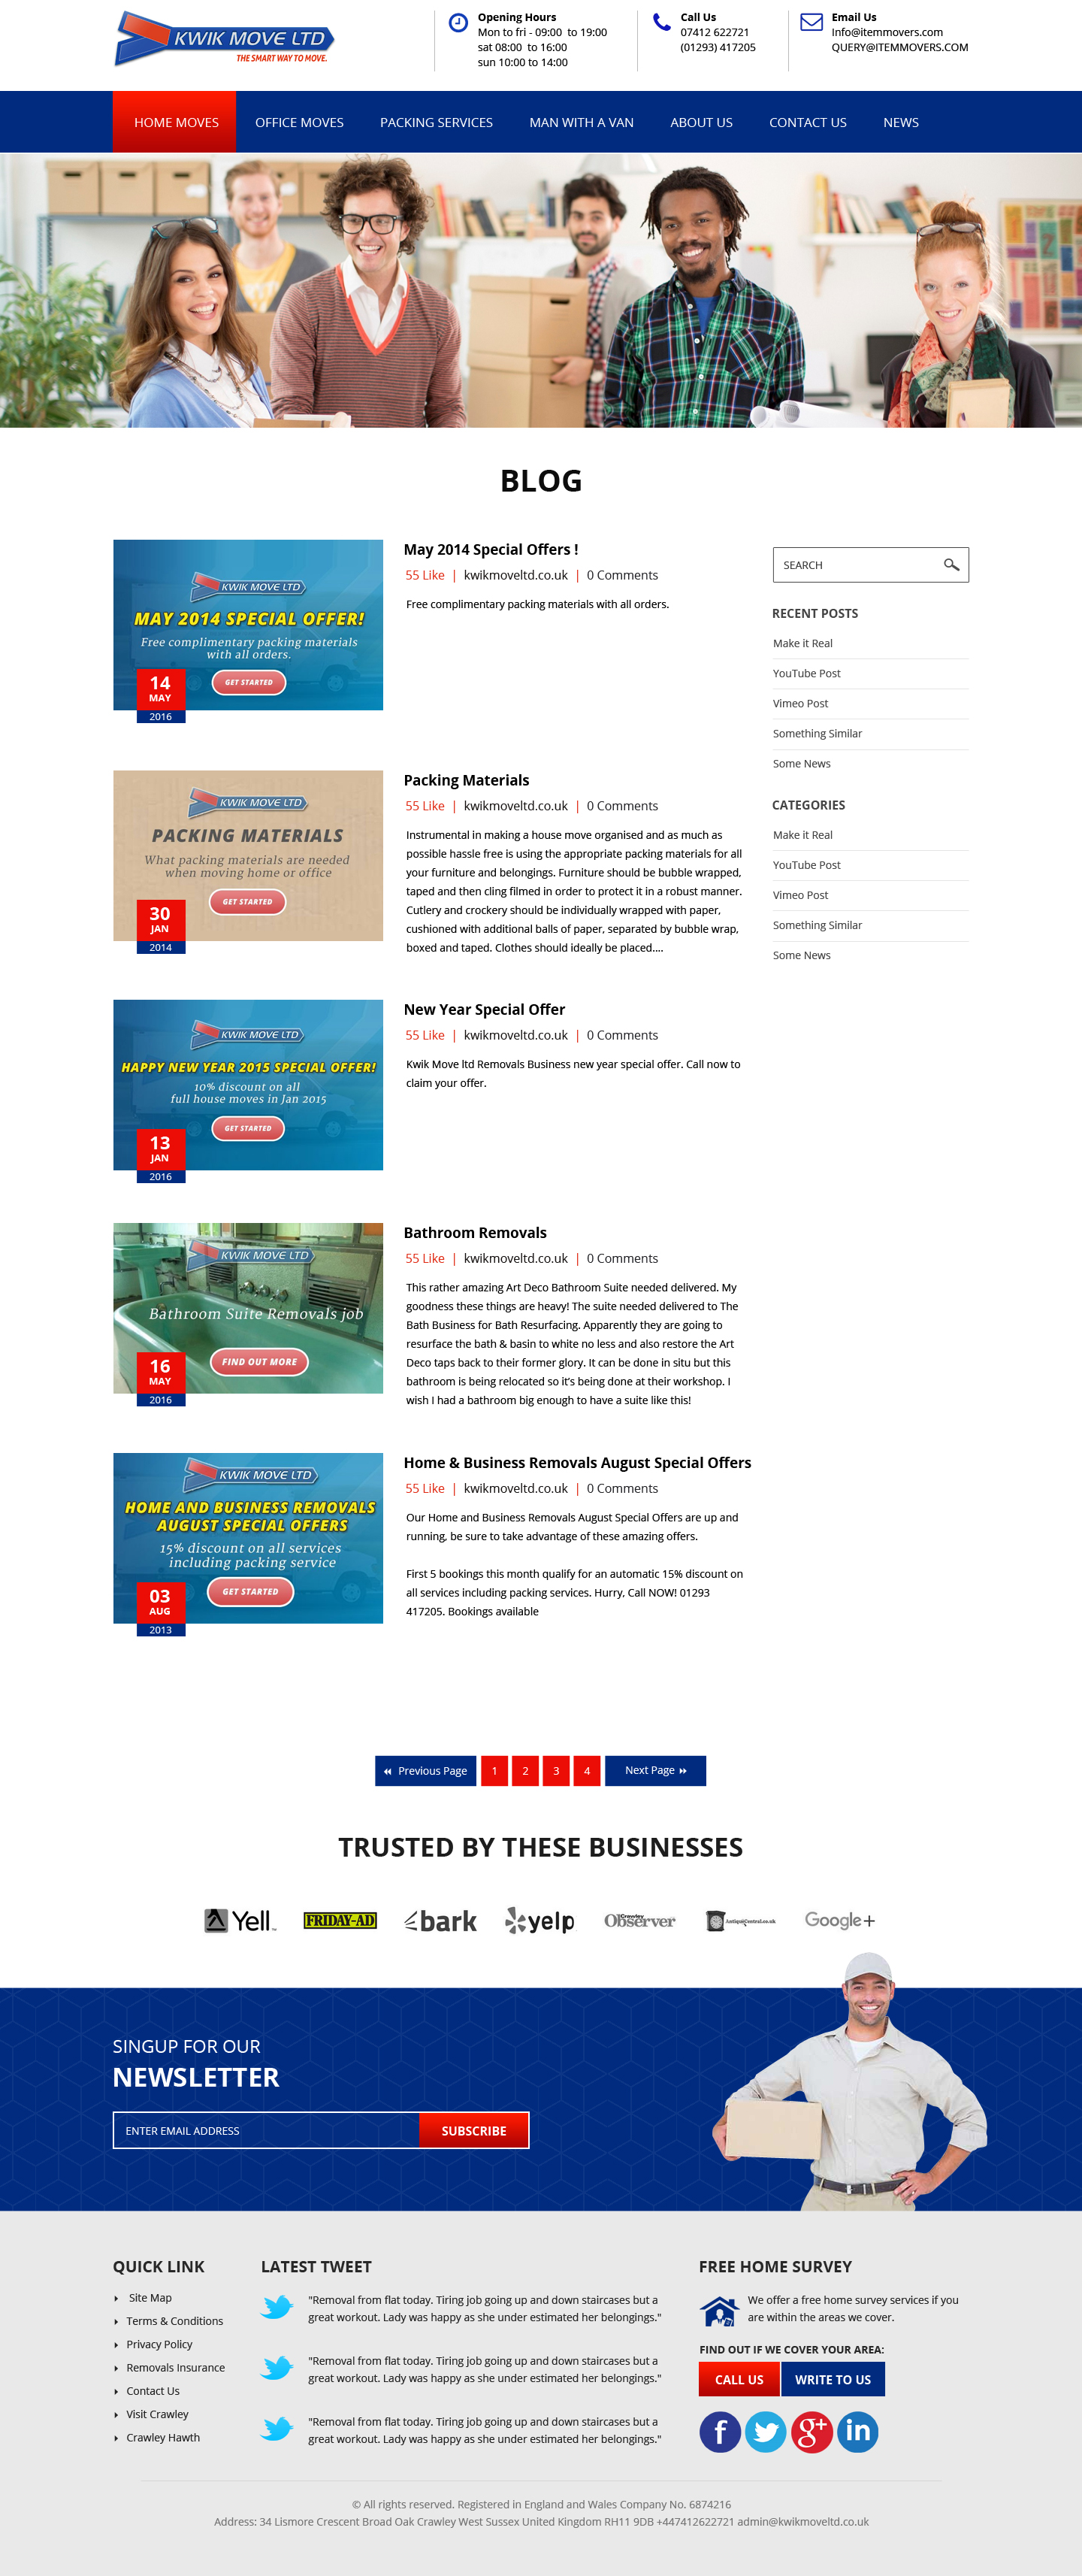 KWIK MOVE LTD
THE SMART WAY TO MOVE.
Opening Hours
Mon to fri - 09:00 to 19:00
sat 08:00 to 16:00
sun 10:00 to 14:00
Call Us
07412 622721
(01293) 417205
Email Us
Info@itemmovers.com
QUERY@ITEMMOVERS.COM
HOME MOVES
OFFICE MOVES
PACKING SERVICES
MAN WITH A VAN
ABOUT US
CONTACT US
NEWS
BLOG
KWIK MOVE LTD
MAY 2014 SPECIAL OFFER!
Free complimentary packing materials
with all orders.
GET STARTED
14
MAY
2016
May 2014 Special Offers !
55 Like | kwikmoveltd.co.uk | 0 Comments
Free complimentary packing materials with all orders.
KWIK MOVE LTD
PACKING MATERIALS
What packing materials are needed
when moving home or office
GET STARTED
30
JAN
2014
Packing Materials
55 Like | kwikmoveltd.co.uk | 0 Comments
Instrumental in making a house move organised and as much as
possible hassle free is using the appropriate packing materials for all
your furniture and belongings. Furniture should be bubble wrapped,
taped and then cling filmed in order to protect it in a robust manner.
Cutlery and crockery should be individually wrapped with paper,
cushioned with additional balls of paper, separated by bubble wrap,
boxed and taped. Clothes should ideally be placed....
KWIK MOVE LTD
HAPPY NEW YEAR 2015 SPECIAL OFFER!
10% discount on all
full house moves in Jan 2015
GET STARTED
13
JAN
2016
New Year Special Offer
55 Like | kwikmoveltd.co.uk | 0 Comments
Kwik Move ltd Removals Business new year special offer. Call now to
claim your offer.
KWIK MOVE LTD
Bathroom Suite Removals job
FIND OUT MORE
16
MAY
2016
Bathroom Removals
55 Like | kwikmoveltd.co.uk | 0 Comments
This rather amazing Art Deco Bathroom Suite needed delivered. My
goodness these things are heavy! The suite needed delivered to The
Bath Business for Bath Resurfacing. Apparently they are going to
resurface the bath & basin to white no less and also restore the Art
Deco taps back to their former glory. It can be done in situ but this
bathroom is being relocated so it's being done at their workshop. I
wish I had a bathroom big enough to have a suite like this!
KWIK MOVE LTD
HOME AND BUSINESS REMOVALS
AUGUST SPECIAL OFFERS
15% discount on all services
including packing service
GET STARTED
03
AUG
2013
Home & Business Removals August Special Offers
55 Like | kwikmoveltd.co.uk | 0 Comments
Our Home and Business Removals August Special Offers are up and
running, be sure to take advantage of these amazing offers.
First 5 bookings this month qualify for an automatic 15% discount on
all services including packing services. Hurry, Call NOW! 01293
417205. Bookings available
SEARCH
RECENT POSTS
Make it Real
YouTube Post
Vimeo Post
Something Similar
Some News
CATEGORIES
Make it Real
YouTube Post
Vimeo Post
Something Similar
Some News
Previous Page
1
2
3
4
Next Page
TRUSTED BY THESE BUSINESSES
Yell
FRIDAY-AD
bark
yelp
Crawley
Observer
AntiquesCentral.co.uk
Google+
SINGUP FOR OUR
NEWSLETTER
ENTER EMAIL ADDRESS
SUBSCRIBE
QUICK LINK
Site Map
Terms & Conditions
Privacy Policy
Removals Insurance
Contact Us
Visit Crawley
Crawley Hawth
LATEST TWEET
"Removal from flat today. Tiring job going up and down staircases but a
great workout. Lady was happy as she under estimated her belongings."
"Removal from flat today. Tiring job going up and down staircases but a
great workout. Lady was happy as she under estimated her belongings."
"Removal from flat today. Tiring job going up and down staircases but a
great workout. Lady was happy as she under estimated her belongings."
FREE HOME SURVEY
We offer a free home survey services if you
are within the areas we cover.
FIND OUT IF WE COVER YOUR AREA:
CALL US
WRITE TO US
f
g+
in
© All rights reserved. Registered in England and Wales Company No. 6874216
Address: 34 Lismore Crescent Broad Oak Crawley West Sussex United Kingdom RH11 9DB +447412622721 admin@kwikmoveltd.co.uk